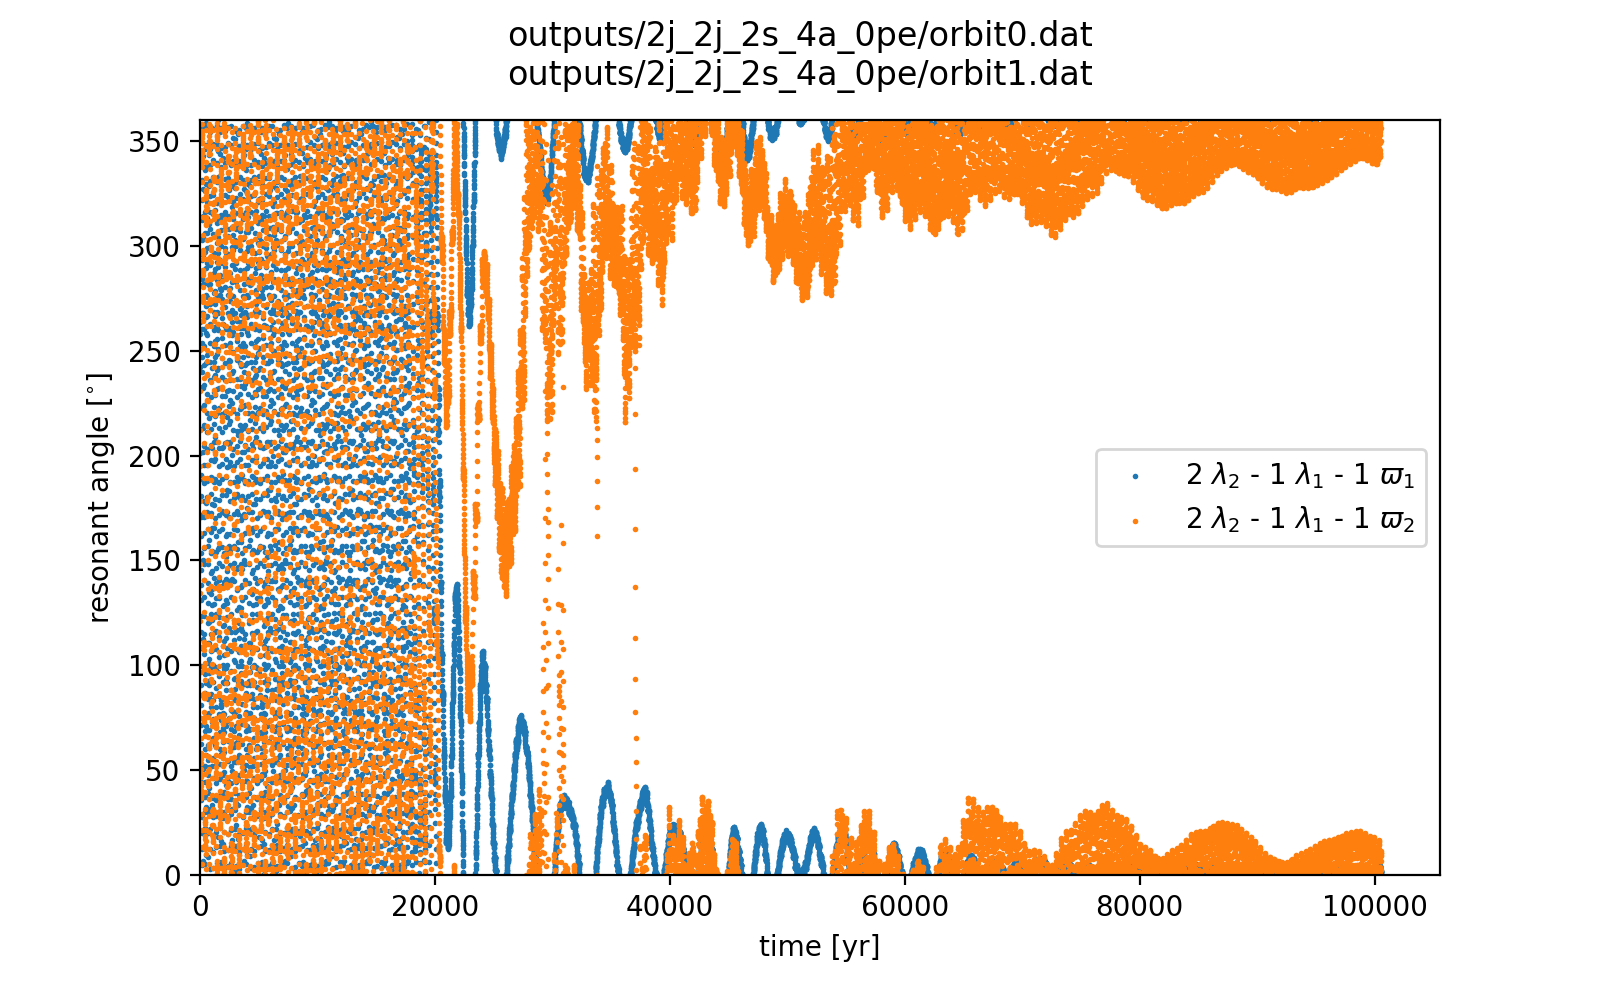 outputs/2j_2j_2s_4a_0pe/orbit0.dat
outputs/2j_2j_2s_4a_0pe/orbit1.dat
350
300
250
200
150
100
50
0
resonant angle [°]
2 λ₂ - 1 λ₁ - 1 ϖ₁
2 λ₂ - 1 λ₁ - 1 ϖ₂
0 20000 40000 60000 80000 100000
time [yr]